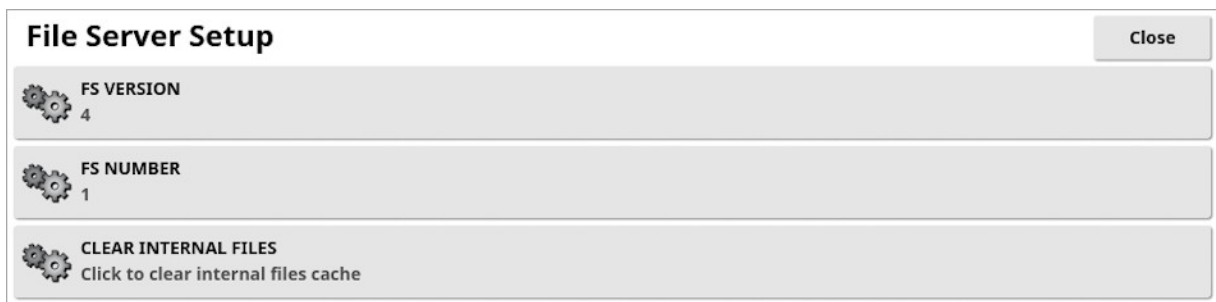 File Server Setup
Close
FS VERSION
4
FS NUMBER
1
CLEAR INTERNAL FILES
Click to clear internal files cache